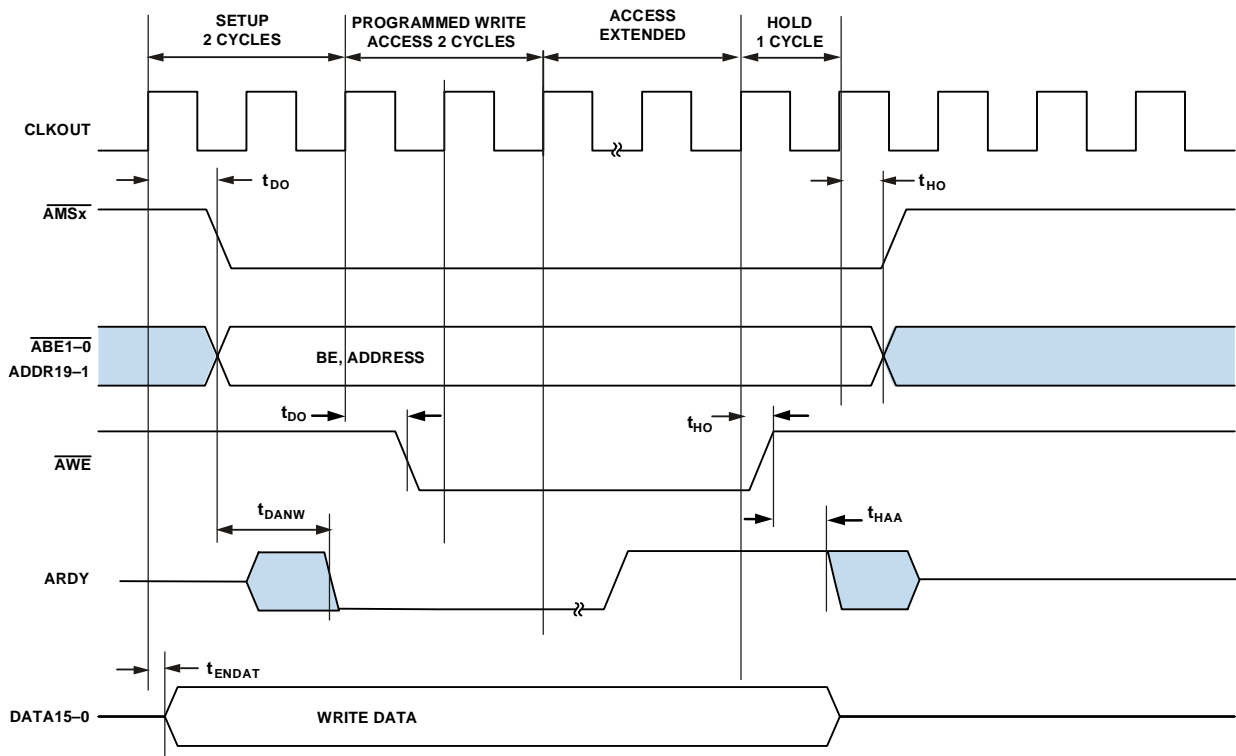 SETUP
2 CYCLES
PROGRAMMED WRITE
ACCESS 2 CYCLES
ACCESS
EXTENDED
HOLD
1 CYCLE
CLKOUT
tDO
tHO
AMSx
ABE1–0
ADDR19–1
BE, ADDRESS
tDO
tHO
AWE
tDANW
tHAA
ARDY
tENDAT
DATA15–0
WRITE DATA